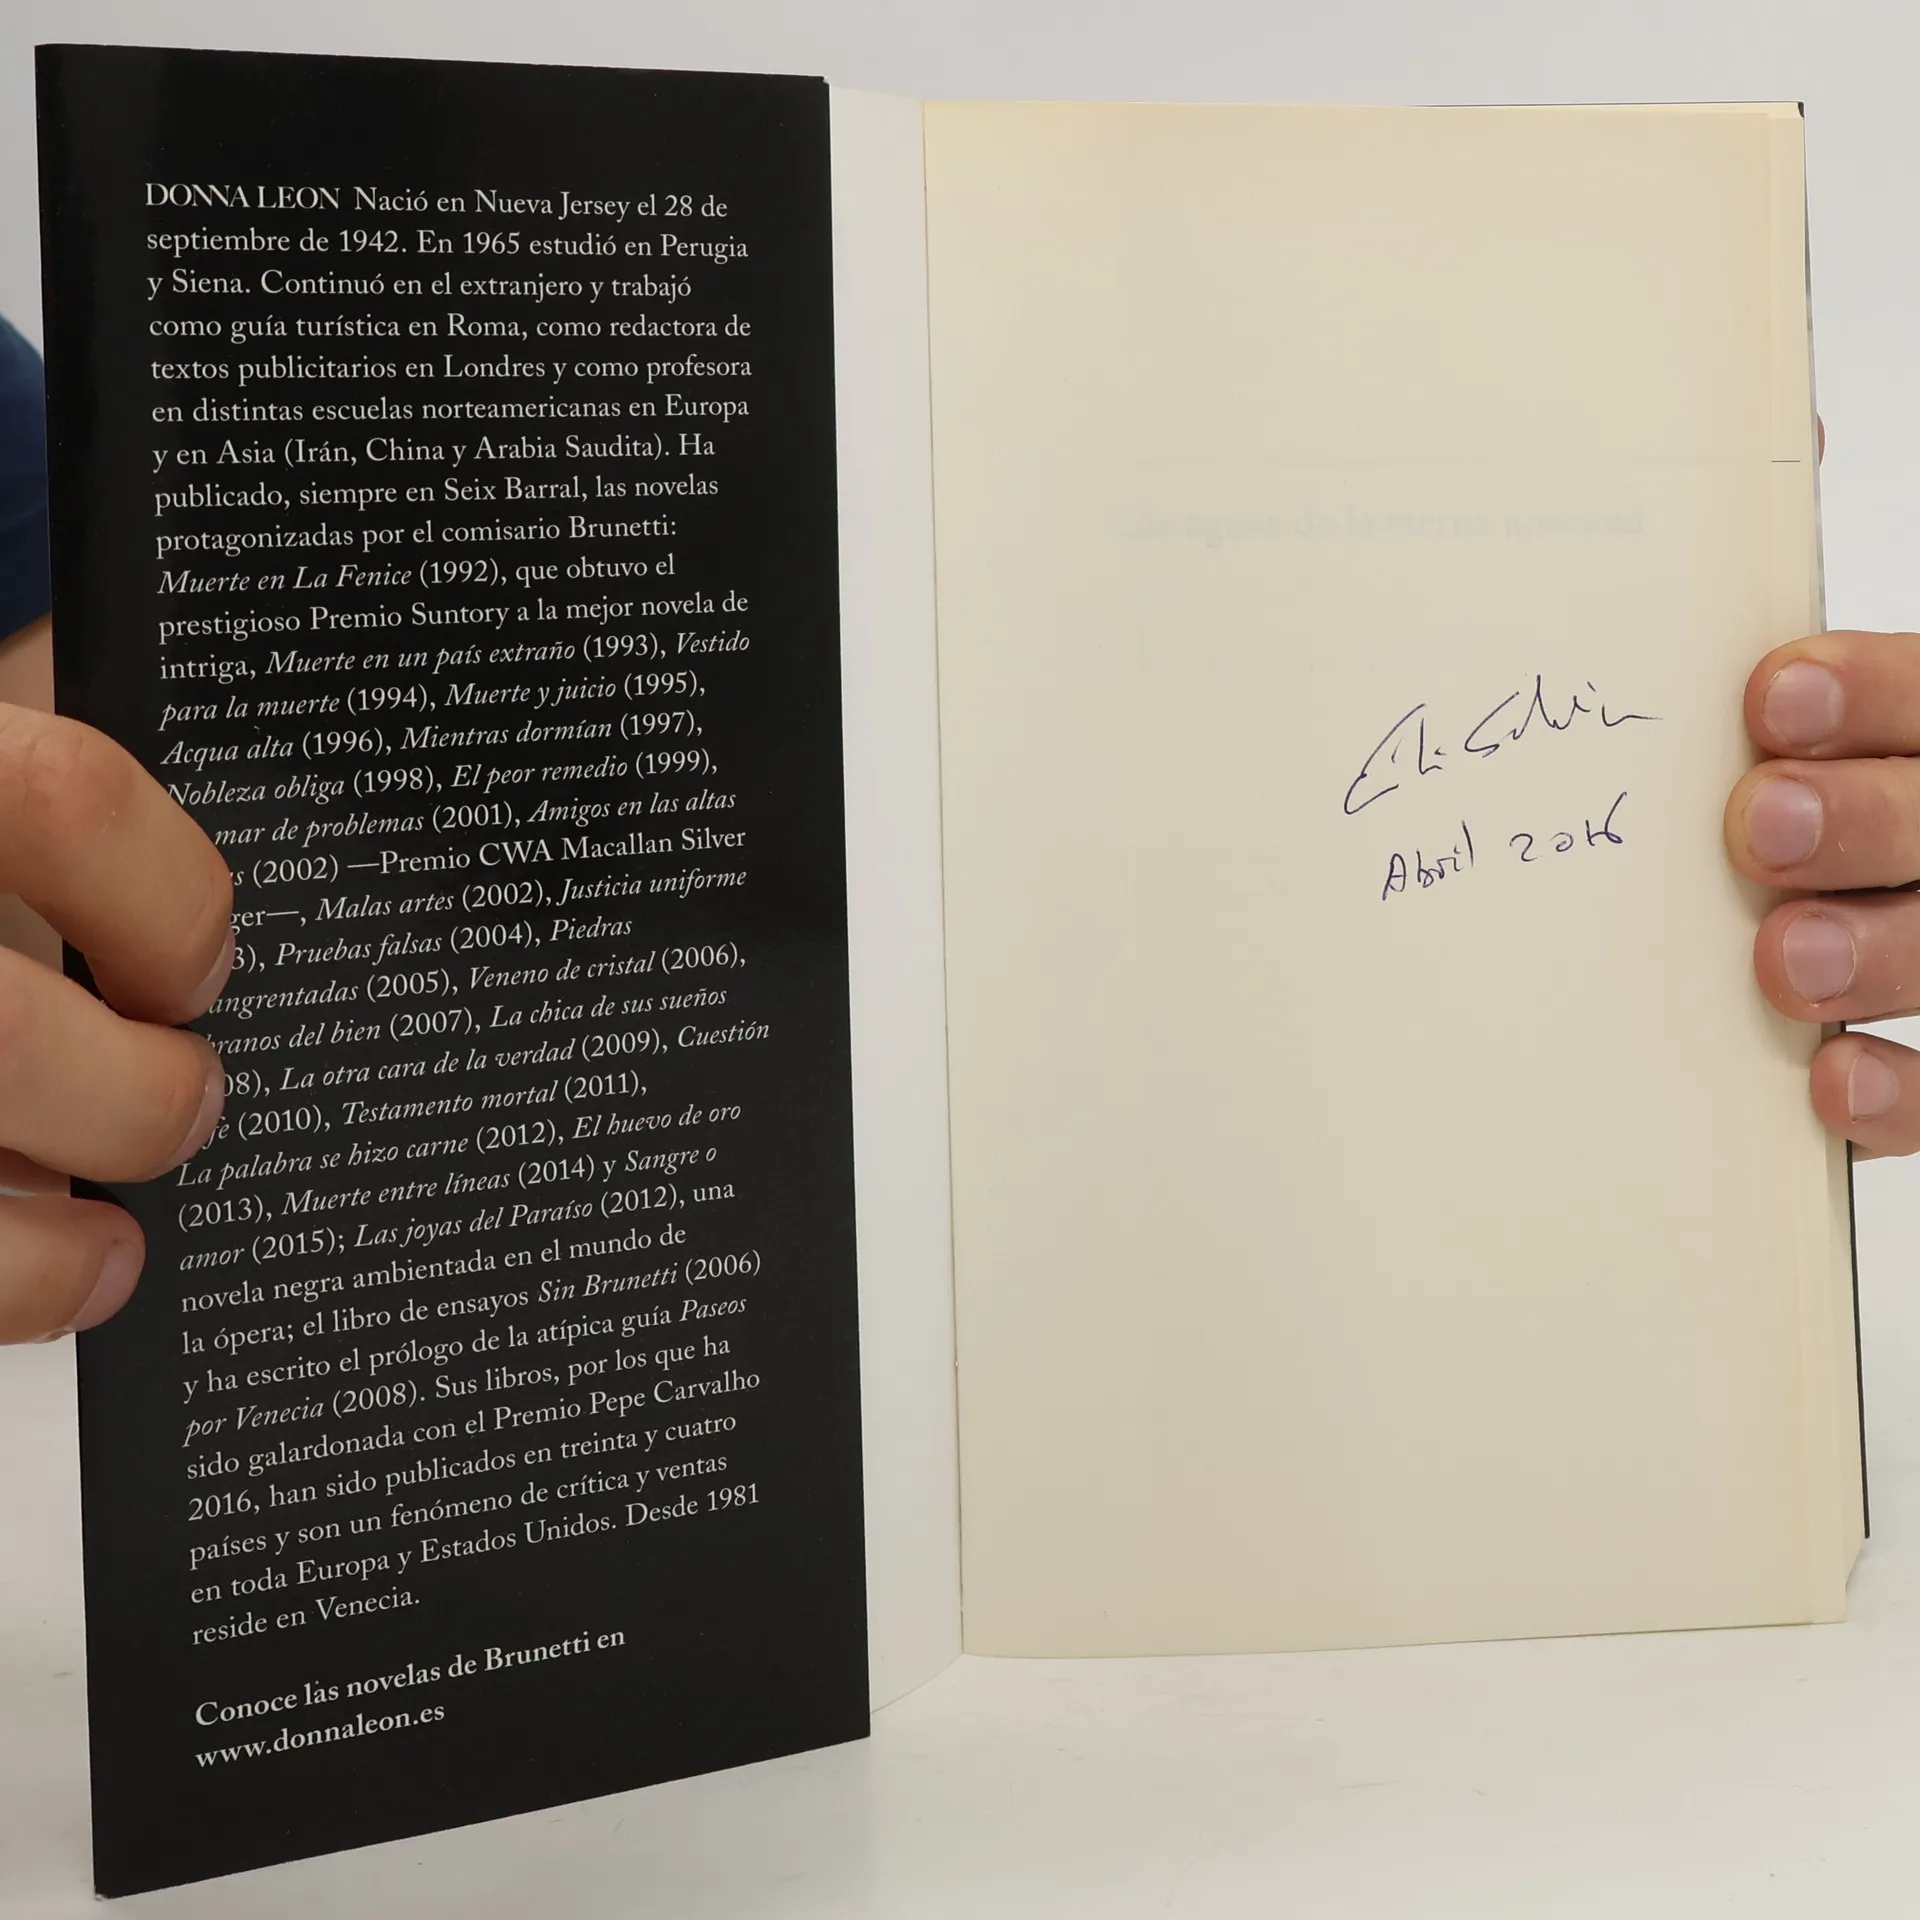 DONNA LEON Nació en Nueva Jersey el 28 de
septiembre de 1942. En 1965 estudió en Perugia
y Siena. Continuó en el extranjero y trabajó
como guía turística en Roma, como redactora de
textos publicitarios en Londres y como profesora
en distintas escuelas norteamericanas en Europa
y en Asia (Irán, China y Arabia Saudita). Ha
publicado, siempre en Seix Barral, las novelas
protagonizadas por el comisario Brunetti:
Muerte en La Fenice (1992), que obtuvo el
prestigioso Premio Suntory a la mejor novela de
intriga, Muerte en un país extraño (1993), Vestido
para la muerte (1994), Muerte y juicio (1995),
Acqua alta (1996), Mientras dormían (1997),
Nobleza obliga (1998), El peor remedio (1999),
mar de problemas (2001), Amigos en las altas
s (2002) —Premio CWA Macallan Silver
ger—, Malas artes (2002), Justicia uniforme
3), Pruebas falsas (2004), Piedras
angrentadas (2005), Veneno de cristal (2006),
branos del bien (2007), La chica de sus sueños
08), La otra cara de la verdad (2009), Cuestión
fe (2010), Testamento mortal (2011),
La palabra se hizo carne (2012), El huevo de oro
(2013), Muerte entre líneas (2014) y Sangre o
amor (2015); Las joyas del Paraíso (2012), una
novela negra ambientada en el mundo de
la ópera; el libro de ensayos Sin Brunetti (2006)
y ha escrito el prólogo de la atípica guía Paseos
por Venecia (2008). Sus libros, por los que ha
sido galardonada con el Premio Pepe Carvalho
2016, han sido publicados en treinta y cuatro
países y son un fenómeno de crítica y ventas
en toda Europa y Estados Unidos. Desde 1981
reside en Venecia.
Conoce las novelas de Brunetti en
www.donnaleon.es
Abril 2016